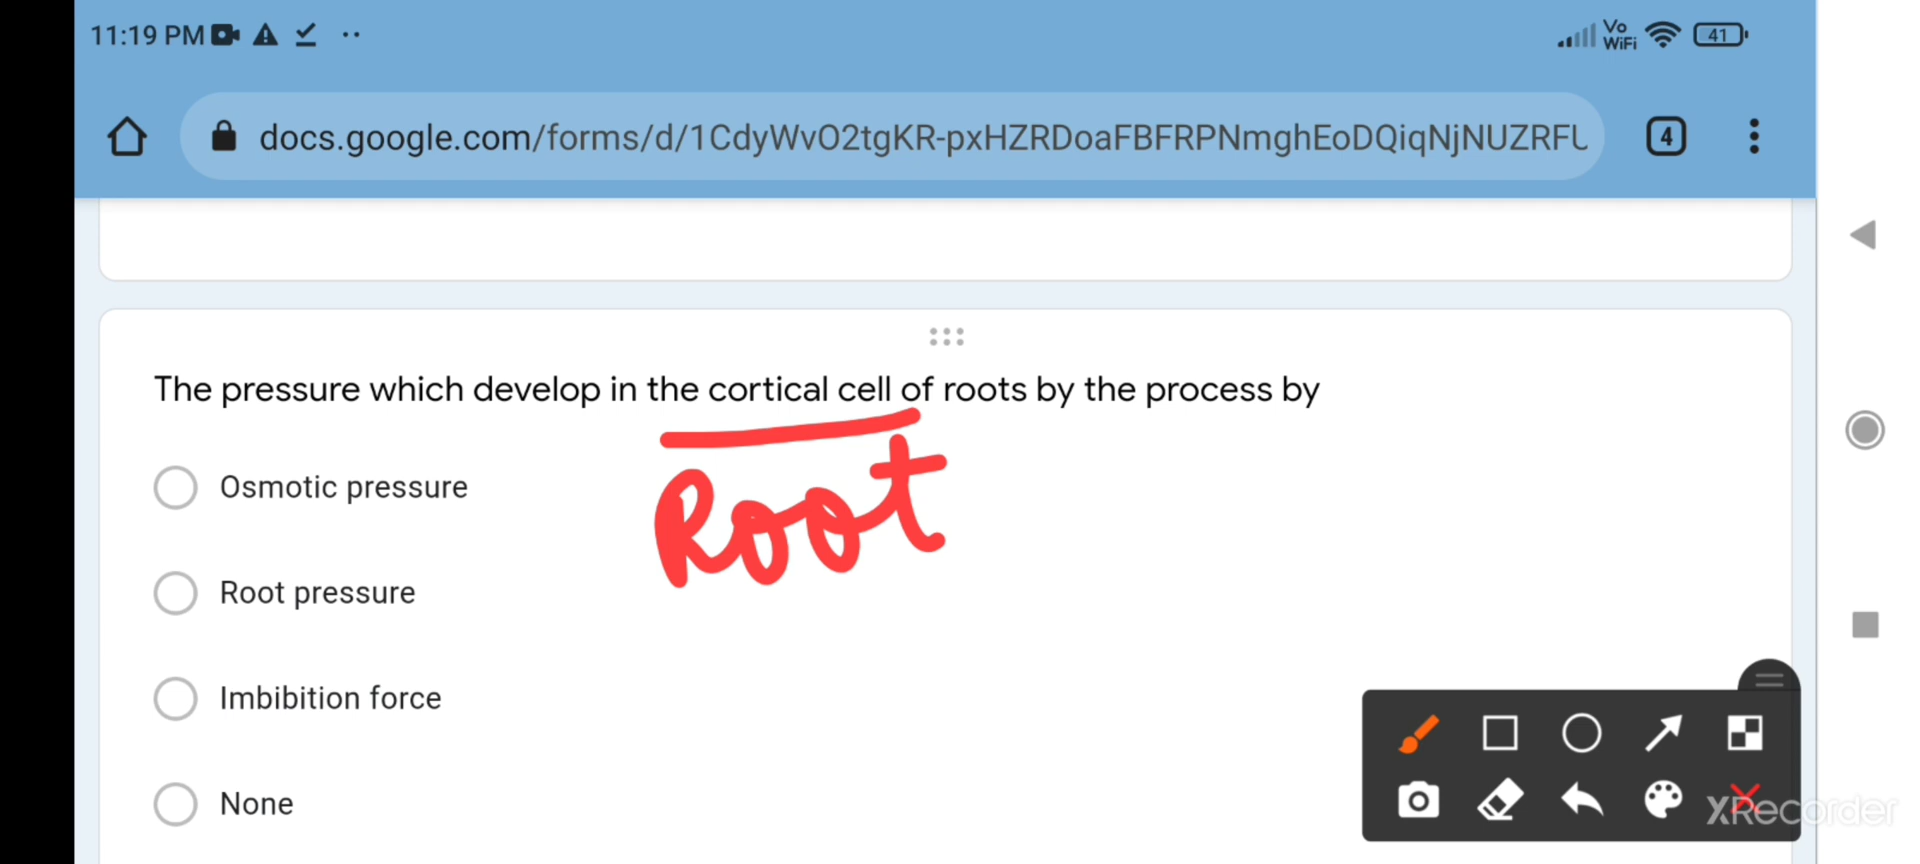 11:19 PM
Vo
WiFi
41
docs.google.com/forms/d/1CdyWvO2tgKR-pxHZRDoaFBFRPNmghEoDQiqNjNUZRFU
4
The pressure which develop in the cortical cell of roots by the process by
Root
Osmotic pressure
Root pressure
Imbibition force
None
XRecorder